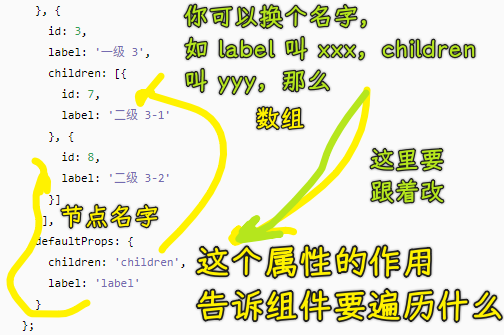 }, {
id: 3,
label: '一级 3',
children: [{
id: 7,
label: '二级 3-1'
}, {
id: 8,
label: '二级 3-2'
}]
],
defaultProps: {
children: 'children',
label: 'label'
}
};
你可以换个名字，
如 label 叫 xxx，children
叫 yyy，那么
数组
这里要
跟着改
节点名字
这个属性的作用
告诉组件要遍历什么